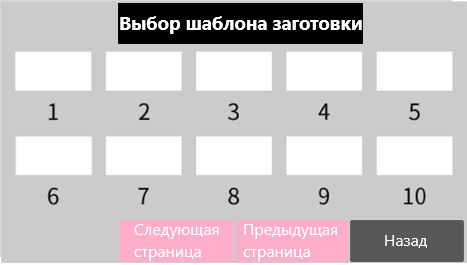 Выбор шаблона заготовки
1 2 3 4 5
6 7 8 9 10
Следующая
страница
Предыдущая
страница
Назад